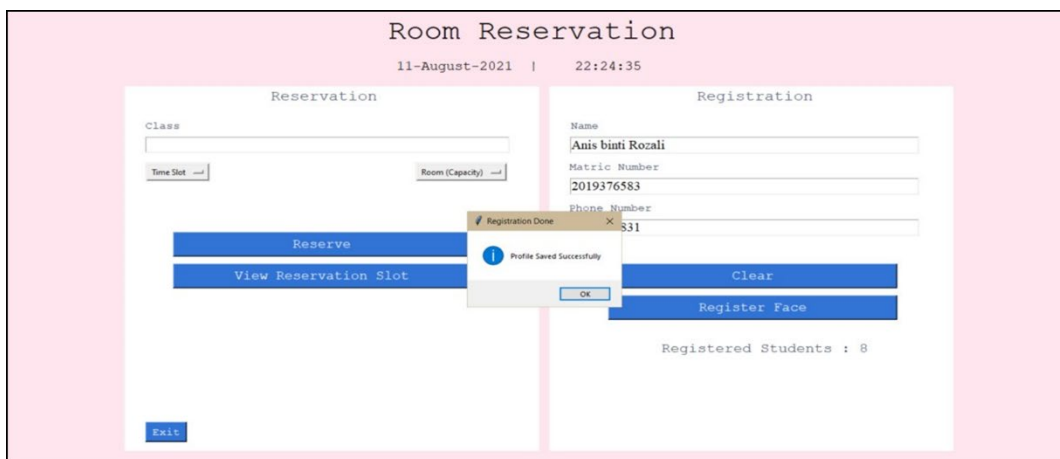 Room Reservation
11-August-2021 | 22:24:35
Reservation
Class
Time Slot
Room (Capacity)
Reserve
View Reservation Slot
Exit
Registration
Name
Anis binti Rozali
Matric Number
2019376583
Phone Number
831
Clear
Register Face
Registered Students : 8
Registration Done
Profile Saved Successfully
OK